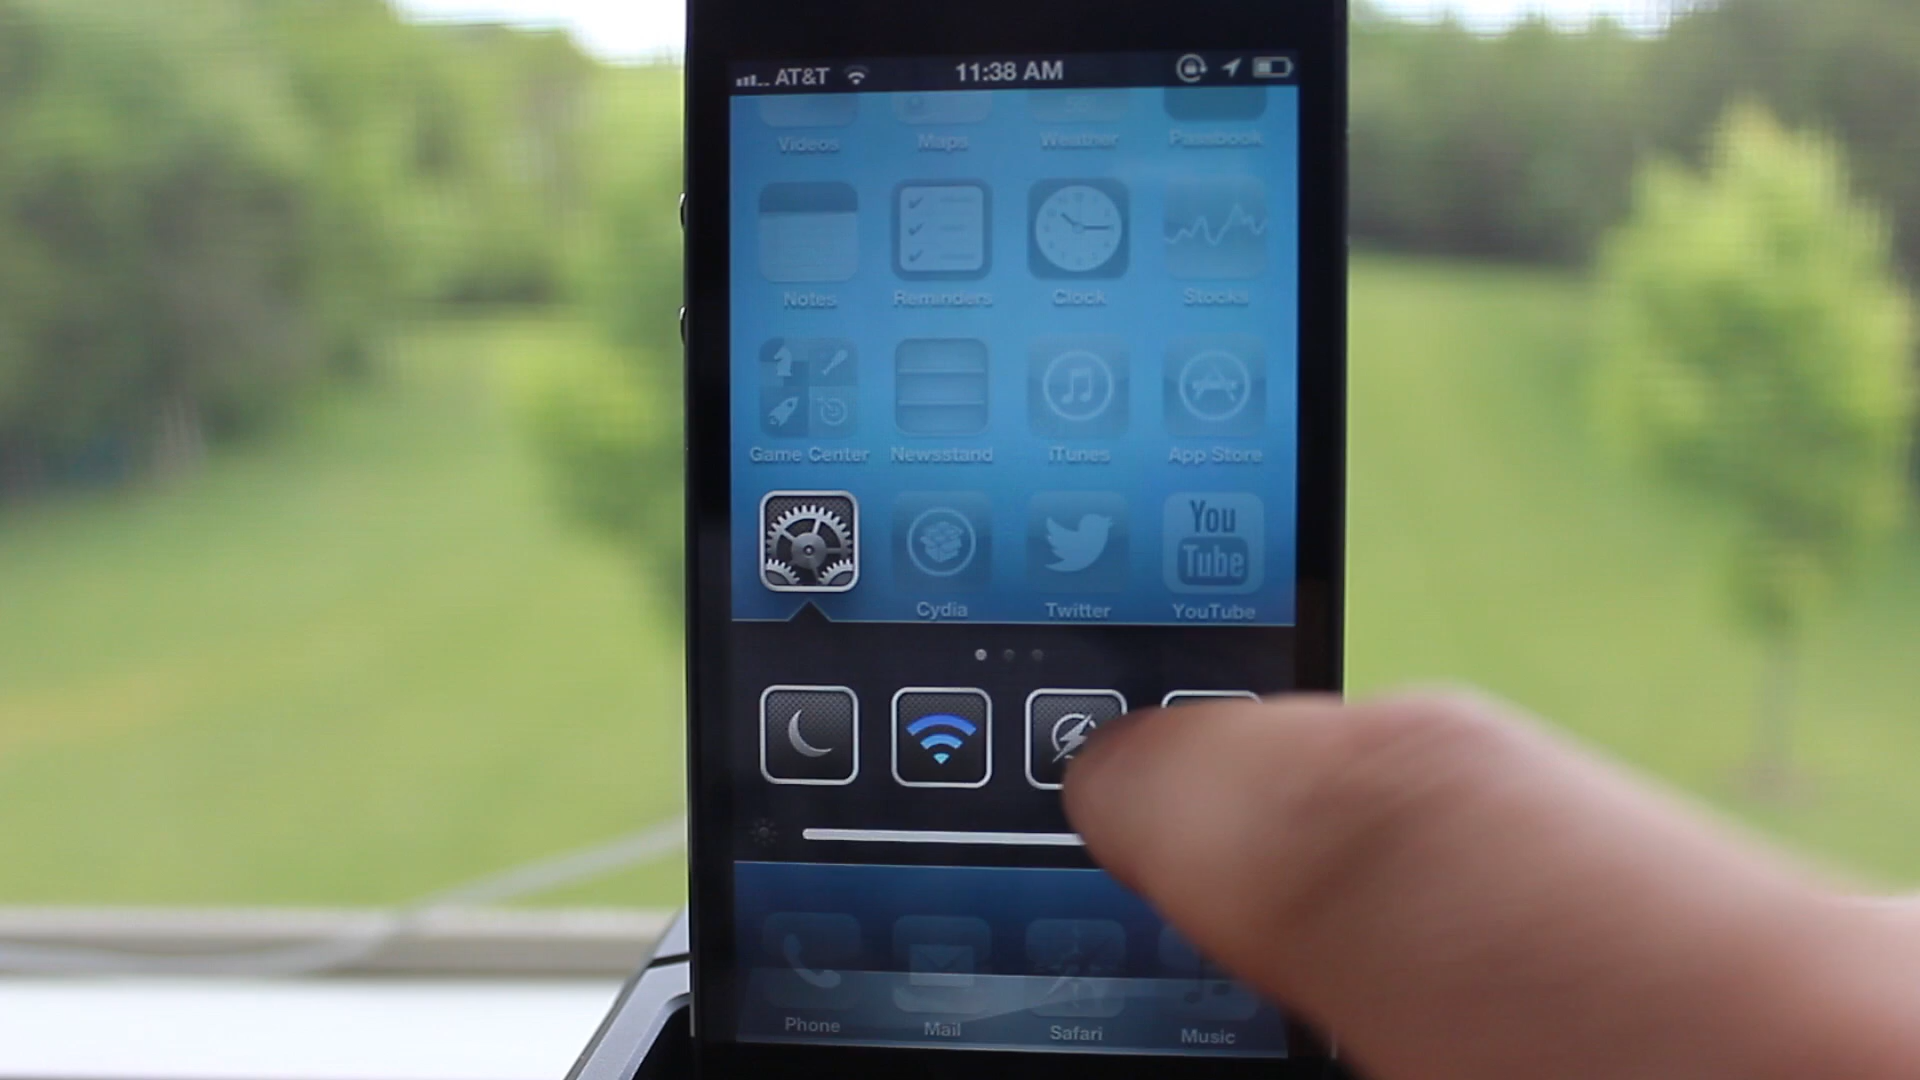 AT&T 11:38 AM
Videos Maps Weather Passbook
Notes Reminders Clock Stocks
Game Center Newsstand iTunes App Store
You
Tube
Cydia Twitter YouTube
Phone Mail Safari Music